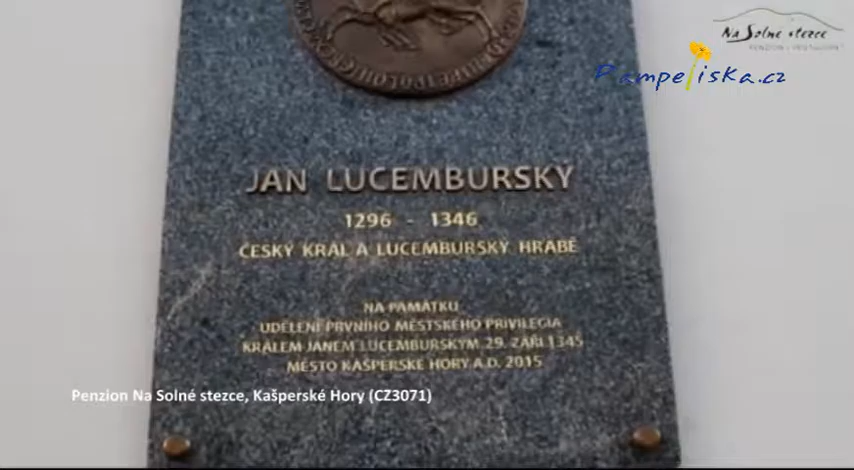 Na Solné stezce
Pampeliska.cz
JAN LUCEMBURSKÝ
1296 - 1346
ČESKÝ KRÁL A LUCEMBURSKÝ HRABĚ
NA PAMÁTKU
UDĚLENÍ PRVNÍHO MĚSTSKÉHO PRIVILEGIA
KRÁLEM JANEM LUCEMBURSKÝM 29. ZÁŘÍ 1345
MĚSTO KAŠPERSKÉ HORY A.D. 2015
Penzion Na Solné stezce, Kašperské Hory (CZ3071)